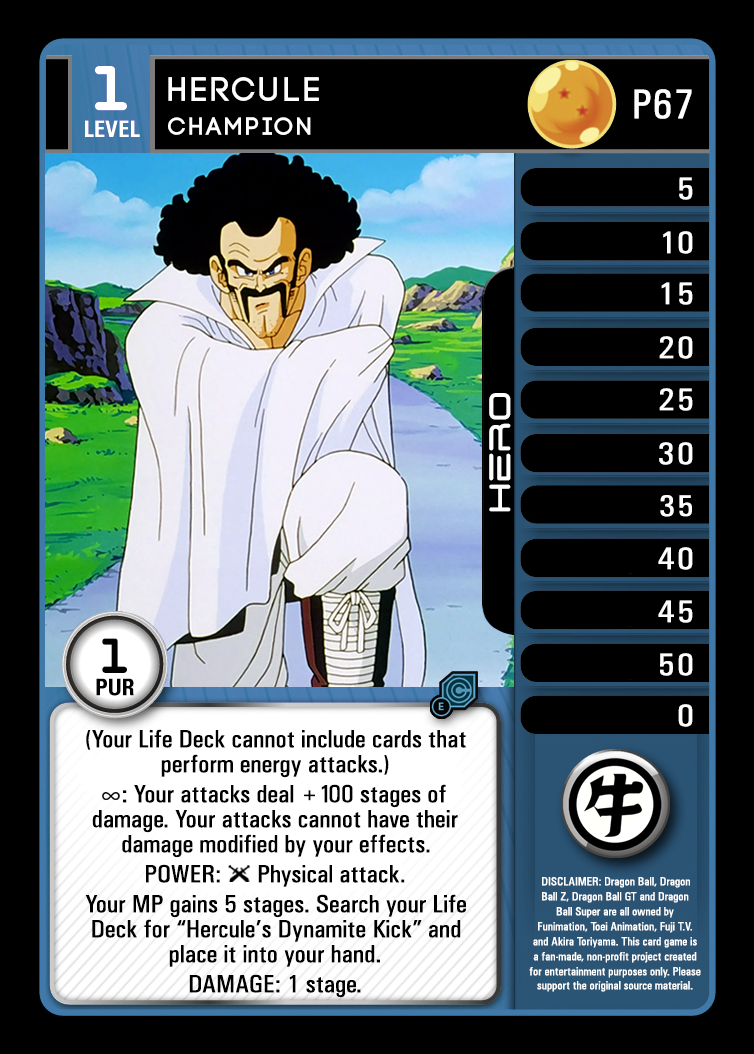 1
LEVEL
HERCULE
CHAMPION
P67
5
10
15
20
25
30
35
40
45
50
0
HERO
1
PUR
E
(Your Life Deck cannot include cards that
perform energy attacks.)
∞: Your attacks deal +100 stages of
damage. Your attacks cannot have their
damage modified by your effects.
POWER: Physical attack.
Your MP gains 5 stages. Search your Life
Deck for “Hercule’s Dynamite Kick” and
place it into your hand.
DAMAGE: 1 stage.
牛
DISCLAIMER: Dragon Ball, Dragon
Ball Z, Dragon Ball GT and Dragon
Ball Super are all owned by
Funimation, Toei Animation, Fuji T.V.
and Akira Toriyama. This card game is
a fan-made, non-profit project created
for entertainment purposes only. Please
support the original source material.